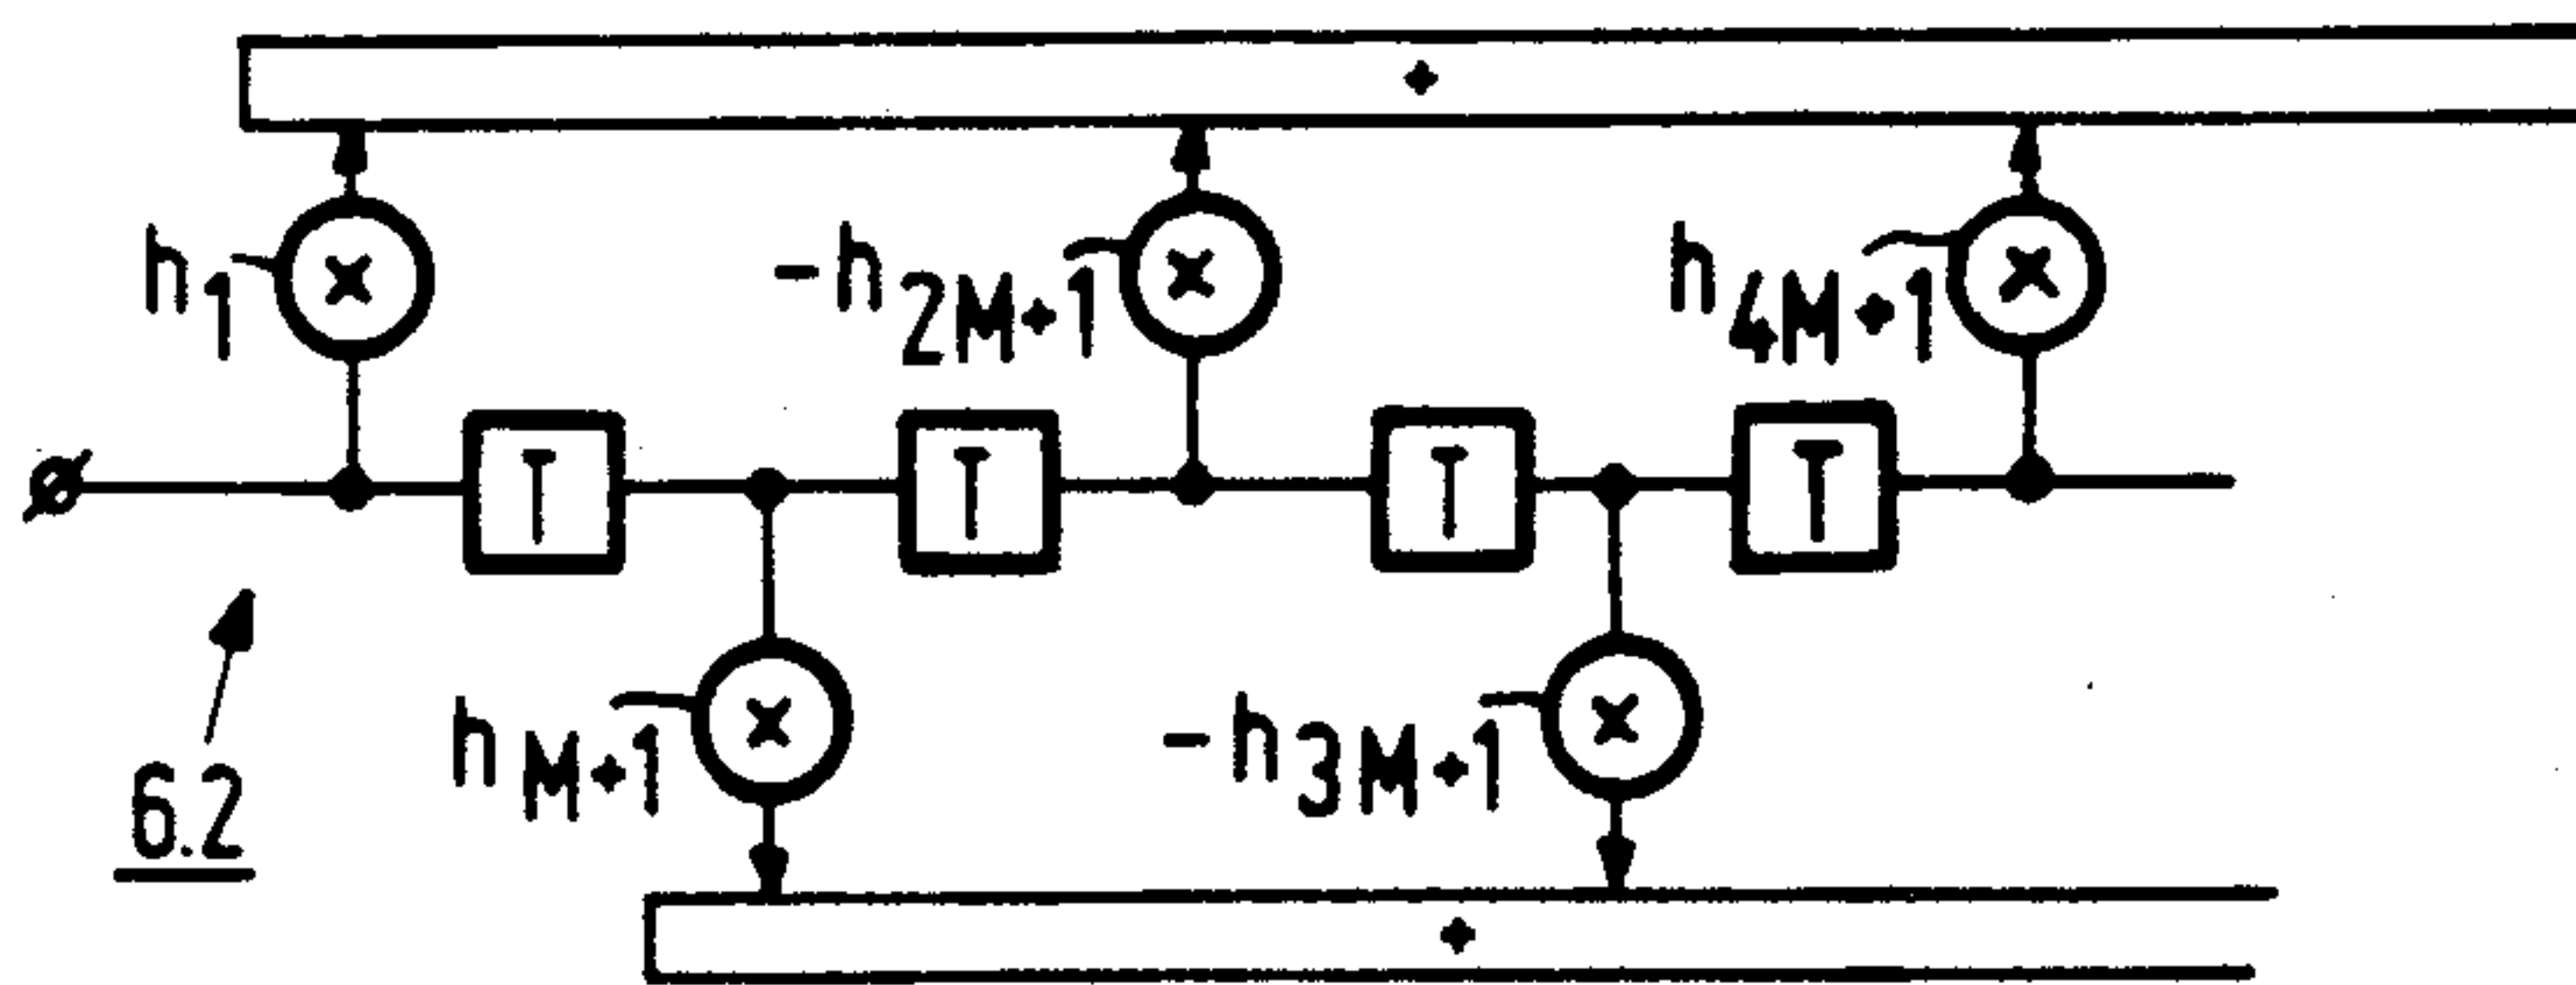 +
h₁ × -h₂M+1 × h₄M+1 ×
T T T T
hM+1 × -h₃M+1 ×
6.2
+